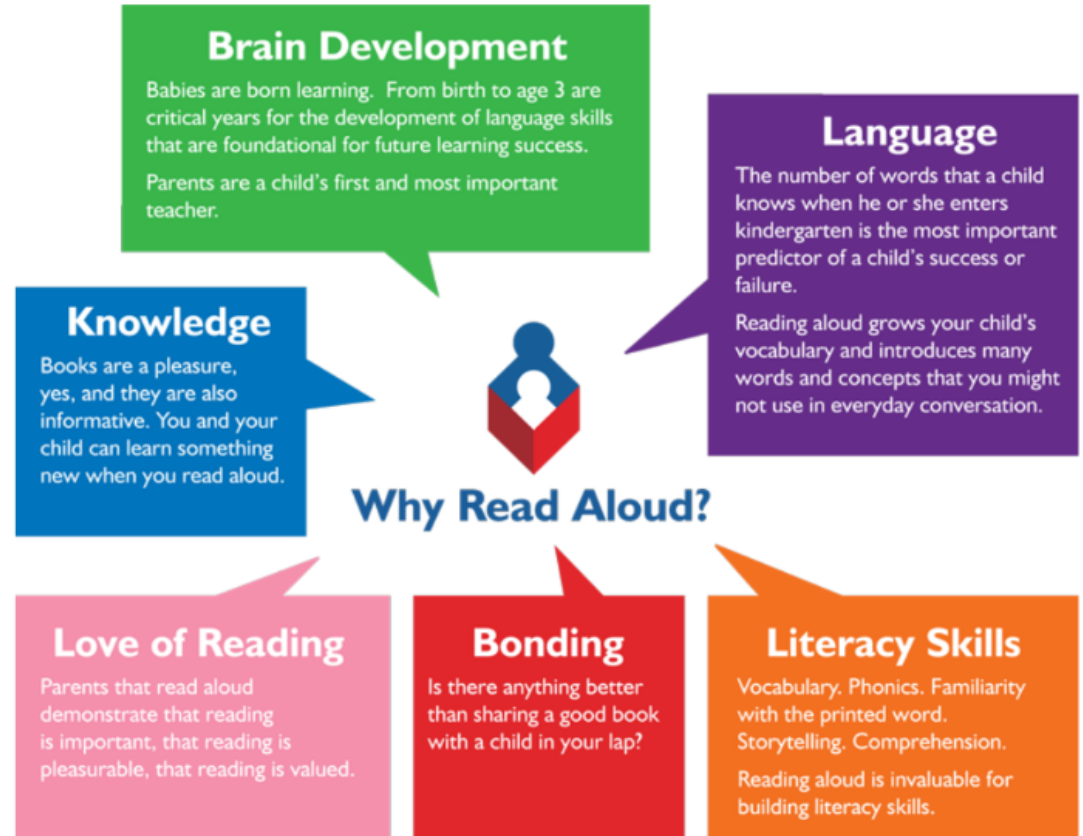 Brain Development
Babies are born learning.  From birth to age 3 are
critical years for the development of language skills
that are foundational for future learning success.
Parents are a child's first and most important
teacher.
Language
The number of words that a child
knows when he or she enters
kindergarten is the most important
predictor of a child's success or
failure.
Reading aloud grows your child's
vocabulary and introduces many
words and concepts that you might
not use in everyday conversation.
Knowledge
Books are a pleasure,
yes, and they are also
informative. You and your
child can learn something
new when you read aloud.
Why Read Aloud?
Love of Reading
Parents that read aloud
demonstrate that reading
is important, that reading is
pleasurable, that reading is valued.
Bonding
Is there anything better
than sharing a good book
with a child in your lap?
Literacy Skills
Vocabulary. Phonics. Familiarity
with the printed word.
Storytelling. Comprehension.
Reading aloud is invaluable for
building literacy skills.